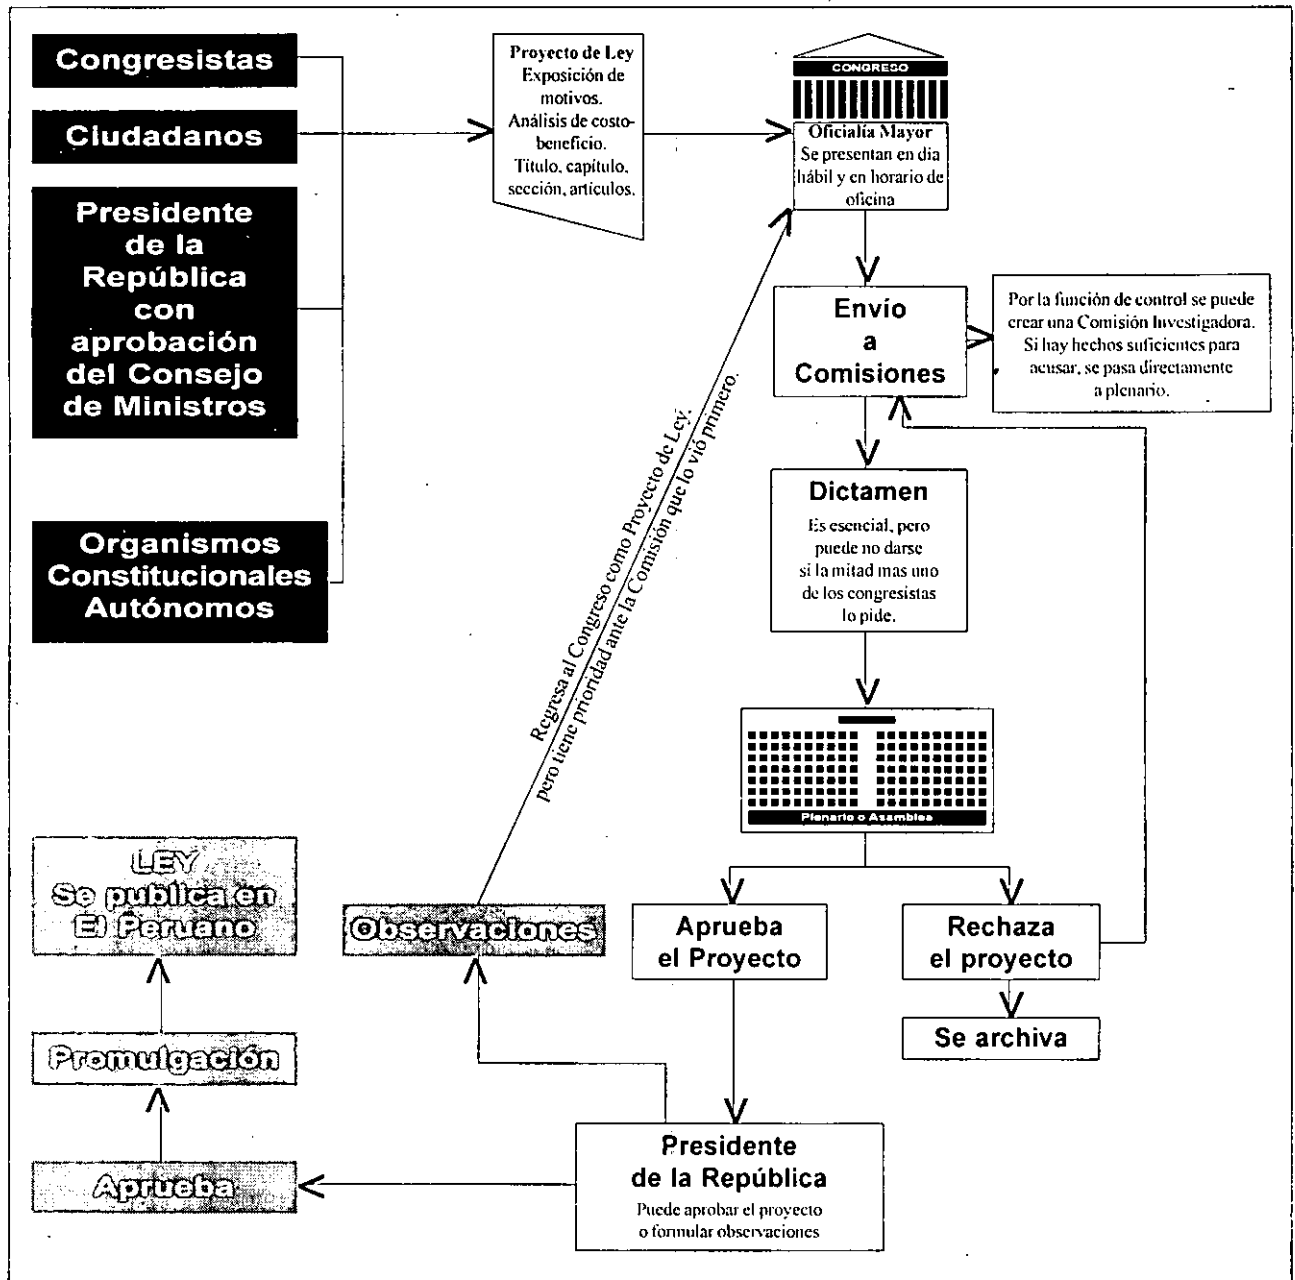 Congresistas
Ciudadanos
Presidente
de la
República
con
aprobación
del Consejo
de Ministros
Organismos
Constitucionales
Autónomos
Proyecto de Ley
Exposición de
motivos.
Análisis de costo-
beneficio.
Título, capítulo,
sección, artículos.
CONGRESO
Oficialía Mayor
Se presentan en día
hábil y en horario de
oficina
Envío
a
Comisiones
Por la función de control se puede
crear una Comisión Investigadora.
Si hay hechos suficientes para
acusar, se pasa directamente
a plenario.
Dictamen
Es esencial, pero
puede no darse
si la mitad mas uno
de los congresistas
lo pide.
Regresa al Congreso como Proyecto de Ley,
pero tiene prioridad ante la Comisión que lo vió primero.
Plenario o Asamblea
Aprueba
el Proyecto
Rechaza
el proyecto
Se archiva
Presidente
de la República
Puede aprobar el proyecto
o formular observaciones
Observaciones
Aprueba
Promulgación
LEY
Se publica en
El Peruano